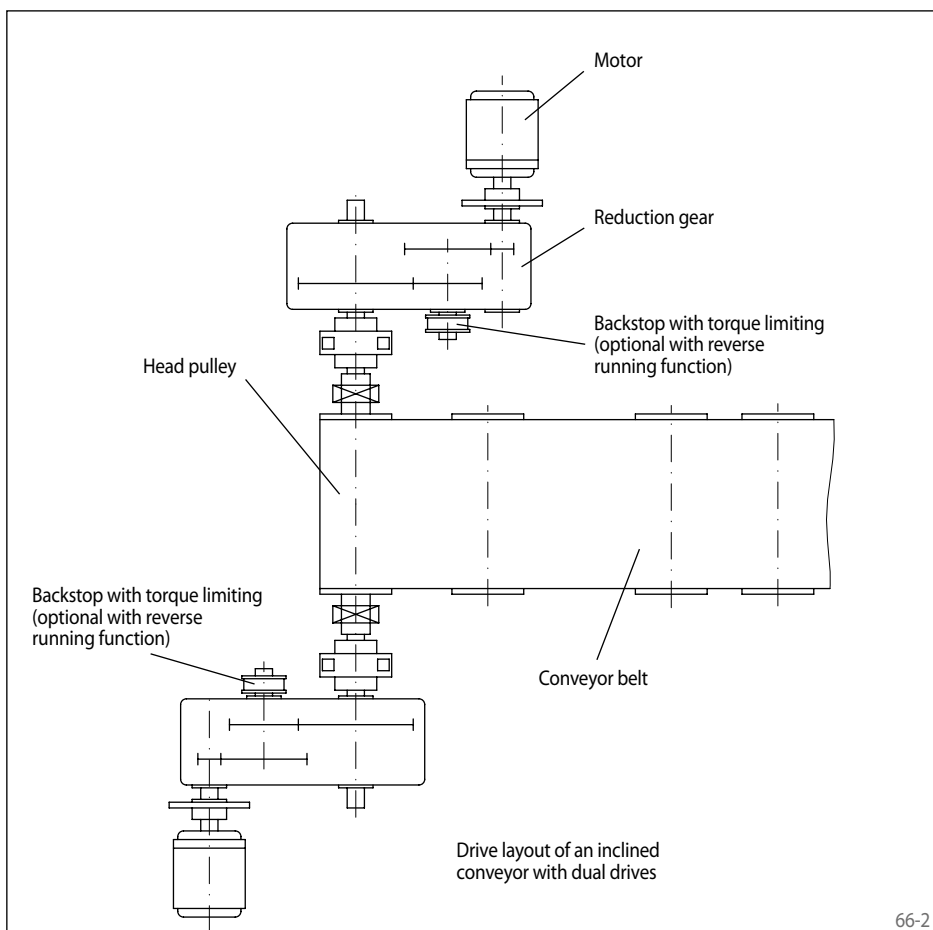 Motor
Reduction gear
Backstop with torque limiting
(optional with reverse
running function)
Head pulley
Backstop with torque limiting
(optional with reverse
running function)
Conveyor belt
Drive layout of an inclined
conveyor with dual drives
66-2